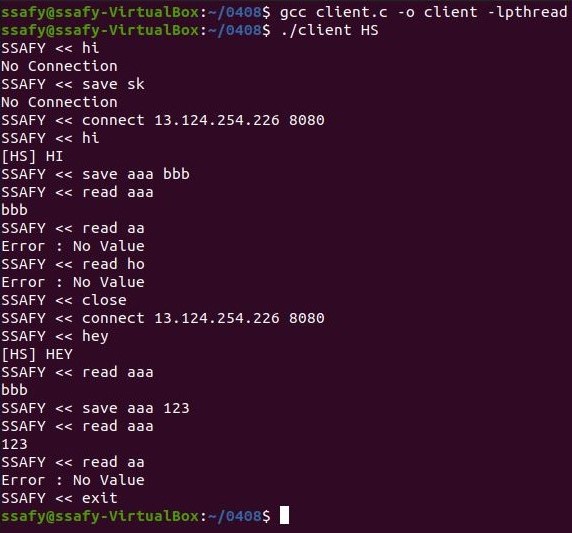 ssafy@ssafy-VirtualBox:~/0408$ gcc client.c -o client -lpthread
ssafy@ssafy-VirtualBox:~/0408$ ./client HS
SSAFY << hi
No Connection
SSAFY << save sk
No Connection
SSAFY << connect 13.124.254.226 8080
SSAFY << hi
[HS] HI
SSAFY << save aaa bbb
SSAFY << read aaa
bbb
SSAFY << read aa
Error : No Value
SSAFY << read ho
Error : No Value
SSAFY << close
SSAFY << connect 13.124.254.226 8080
SSAFY << hey
[HS] HEY
SSAFY << read aaa
bbb
SSAFY << save aaa 123
SSAFY << read aaa
123
SSAFY << read aa
Error : No Value
SSAFY << exit
ssafy@ssafy-VirtualBox:~/0408$